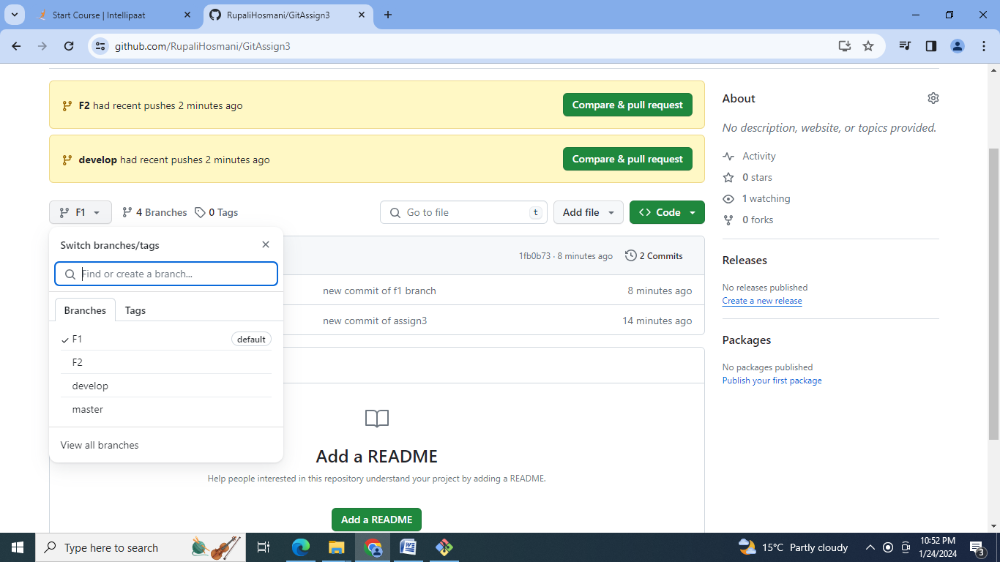 Start Course | Intellipaat
RupaliHosmani/GitAssign3
github.com/RupaliHosmani/GitAssign3
F2 had recent pushes 2 minutes ago
Compare & pull request
develop had recent pushes 2 minutes ago
Compare & pull request
F1
4 Branches
0 Tags
Go to file
t
Add file
Code
Switch branches/tags
Find or create a branch...
Branches
Tags
F1
default
F2
develop
master
View all branches
1fb0b73 · 8 minutes ago
2 Commits
new commit of f1 branch
8 minutes ago
new commit of assign3
14 minutes ago
Add a README
Help people interested in this repository understand your project by adding a README.
Add a README
About
No description, website, or topics provided.
Activity
0 stars
1 watching
0 forks
Releases
No releases published
Create a new release
Packages
No packages published
Publish your first package
Type here to search
15°C Partly cloudy
10:52 PM
1/24/2024
3